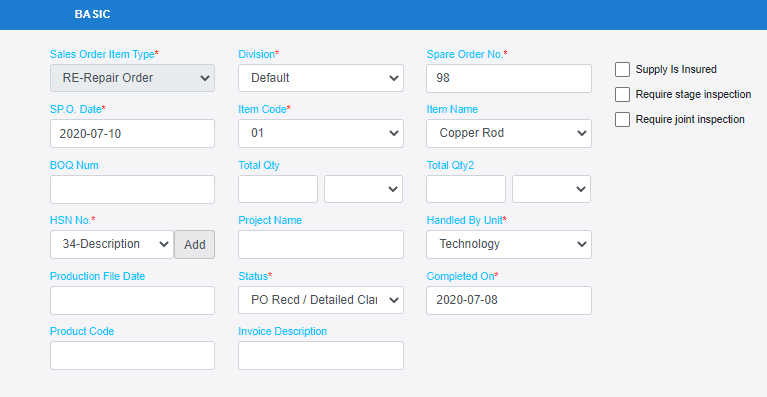 BASIC
Sales Order Item Type*
Division*
Spare Order No.*
RE-Repair Order
Default
98
Supply Is Insured
Require stage inspection
Require joint inspection
SP.O. Date*
Item Code*
Item Name
2020-07-10
01
Copper Rod
BOQ Num
Total Qty
Total Qty2
HSN No.*
Project Name
Handled By Unit*
34-Description
Add
Technology
Production File Date
Status*
Completed On*
PO Recd / Detailed Clar
2020-07-08
Product Code
Invoice Description